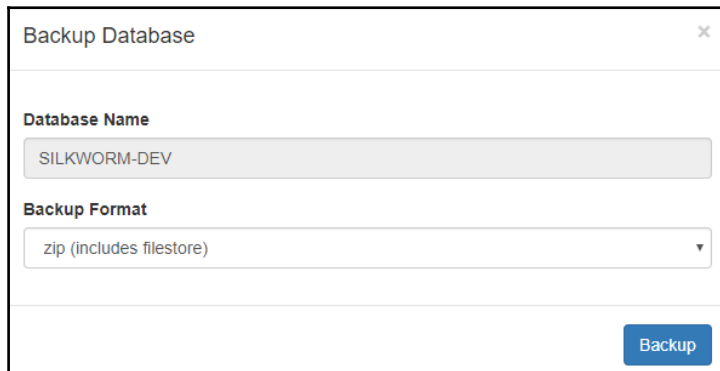 Backup Database
×
Database Name
SILKWORM-DEV
Backup Format
zip (includes filestore)
Backup